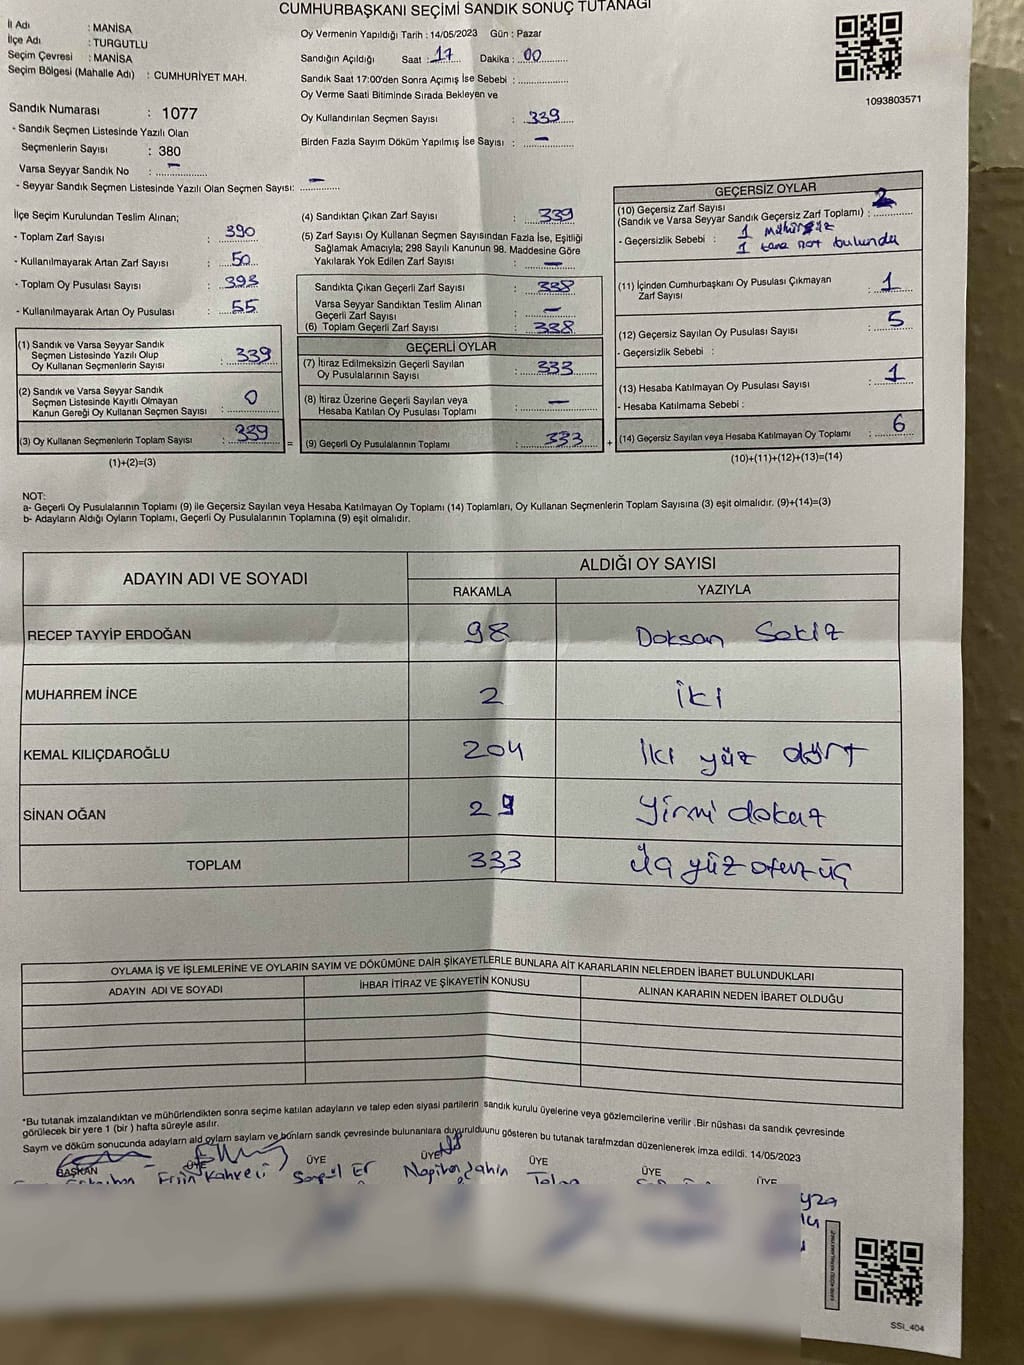 CUMHURBAŞKANI SEÇİMİ SANDIK SONUÇ TUTANAĞI
İl Adı : MANİSA
İlçe Adı : TURGUTLU
Seçim Çevresi : MANİSA
Seçim Bölgesi (Mahalle Adı) : CUMHURİYET MAH.
Oy Vermenin Yapıldığı Tarih : 14/05/2023 Gün : Pazar
Sandığın Açıldığı Saat : 17 Dakika : 00
Sandık Saat 17:00'den Sonra Açımış İse Sebebi :
Oy Verme Saati Bitiminde Sırada Bekleyen ve
Oy Kullandırılan Seçmen Sayısı : 339
Birden Fazla Sayım Döküm Yapılmış İse Sayısı : —
1093803571
Sandık Numarası : 1077
- Sandık Seçmen Listesinde Yazılı Olan
Seçmenlerin Sayısı : 380
Varsa Seyyar Sandık No : —
- Seyyar Sandık Seçmen Listesinde Yazılı Olan Seçmen Sayısı: —
İlçe Seçim Kurulundan Teslim Alınan;
- Toplam Zarf Sayısı : 390
- Kullanılmayarak Artan Zarf Sayısı : 50
- Toplam Oy Pusulası Sayısı : 393
- Kullanılmayarak Artan Oy Pusulası : 55
(1) Sandık ve Varsa Seyyar Sandık
Seçmen Listesinde Yazılı Olup
Oy Kullanan Seçmenlerin Sayısı : 339
(2) Sandık ve Varsa Seyyar Sandık
Seçmen Listesinde Kayıtlı Olmayan
Kanun Gereği Oy Kullanan Seçmen Sayısı : 0
(3) Oy Kullanan Seçmenlerin Toplam Sayısı : 339
(1)+(2)=(3)
(4) Sandıktan Çıkan Zarf Sayısı : 339
(5) Zarf Sayısı Oy Kullanan Seçmen Sayısından Fazla İse, Eşitliği
Sağlamak Amacıyla; 298 Sayılı Kanunun 98. Maddesine Göre
Yakılarak Yok Edilen Zarf Sayısı : —
Sandıkta Çıkan Geçerli Zarf Sayısı : 338
Varsa Seyyar Sandıktan Teslim Alınan
Geçerli Zarf Sayısı : —
(6) Toplam Geçerli Zarf Sayısı : 338
GEÇERLİ OYLAR
(7) İtiraz Edilmeksizin Geçerli Sayılan
Oy Pusulalarının Sayısı : 333
(8) İtiraz Üzerine Geçerli Sayılan veya
Hesaba Katılan Oy Pusulası Toplamı : —
= (9) Geçerli Oy Pusulalarının Toplamı : 333
GEÇERSİZ OYLAR
(10) Geçersiz Zarf Sayısı
(Sandık ve Varsa Seyyar Sandık Geçersiz Zarf Toplamı) : 2
- Geçersizlik Sebebi : 1 mühürsüz
1 tane not bulundu
(11) İçinden Cumhurbaşkanı Oy Pusulası Çıkmayan
Zarf Sayısı : 1
(12) Geçersiz Sayılan Oy Pusulası Sayısı : 5
- Geçersizlik Sebebi :
(13) Hesaba Katılmayan Oy Pusulası Sayısı : 1
- Hesaba Katılmama Sebebi :
+ (14) Geçersiz Sayılan veya Hesaba Katılmayan Oy Toplamı : 6
(10)+(11)+(12)+(13)=(14)
NOT:
a- Geçerli Oy Pusulalarının Toplamı (9) ile Geçersiz Sayılan veya Hesaba Katılmayan Oy Toplamı (14) Toplamları, Oy Kullanan Seçmenlerin Toplam Sayısına (3) eşit olmalıdır. (9)+(14)=(3)
b- Adayların Aldığı Oyların Toplamı, Geçerli Oy Pusulalarının Toplamına (9) eşit olmalıdır.
ADAYIN ADI VE SOYADI
ALDIĞI OY SAYISI
RAKAMLA YAZIYLA
RECEP TAYYİP ERDOĞAN 98 Doksan Sekiz
MUHARREM İNCE 2 iki
KEMAL KILIÇDAROĞLU 204 İki yüz dört
SİNAN OĞAN 29 Yirmi dokuz
TOPLAM 333 Üç yüz otuz üç
OYLAMA İŞ VE İŞLEMLERİNE VE OYLARIN SAYIM VE DÖKÜMÜNE DAİR ŞİKAYETLERLE BUNLARA AİT KARARLARIN NELERDEN İBARET BULUNDUKLARI
ADAYIN ADI VE SOYADI İHBAR İTİRAZ VE ŞİKAYETİN KONUSU ALINAN KARARIN NEDEN İBARET OLDUĞU
*Bu tutanak imzalandıktan ve mühürlendikten sonra seçime katılan adayların ve talep eden siyasi partilerin sandık kurulu üyelerine veya gözlemcilerine verilir. Bir nüshası da sandık çevresinde
görülecek bir yere 1 (bir) hafta süreyle asılır.
Sayım ve döküm sonucunda adayların ald oyların sayıları ve bunların sandk çevresinde bulunanlara duyurulduunu gösteren bu tutanak tarafımzdan düzenlenerek imza edildi. 14/05/2023
BAŞKAN ÜYE ÜYE ÜYE ÜYE ÜYE ÜYE
Kahveci Songül Er
SSI_404